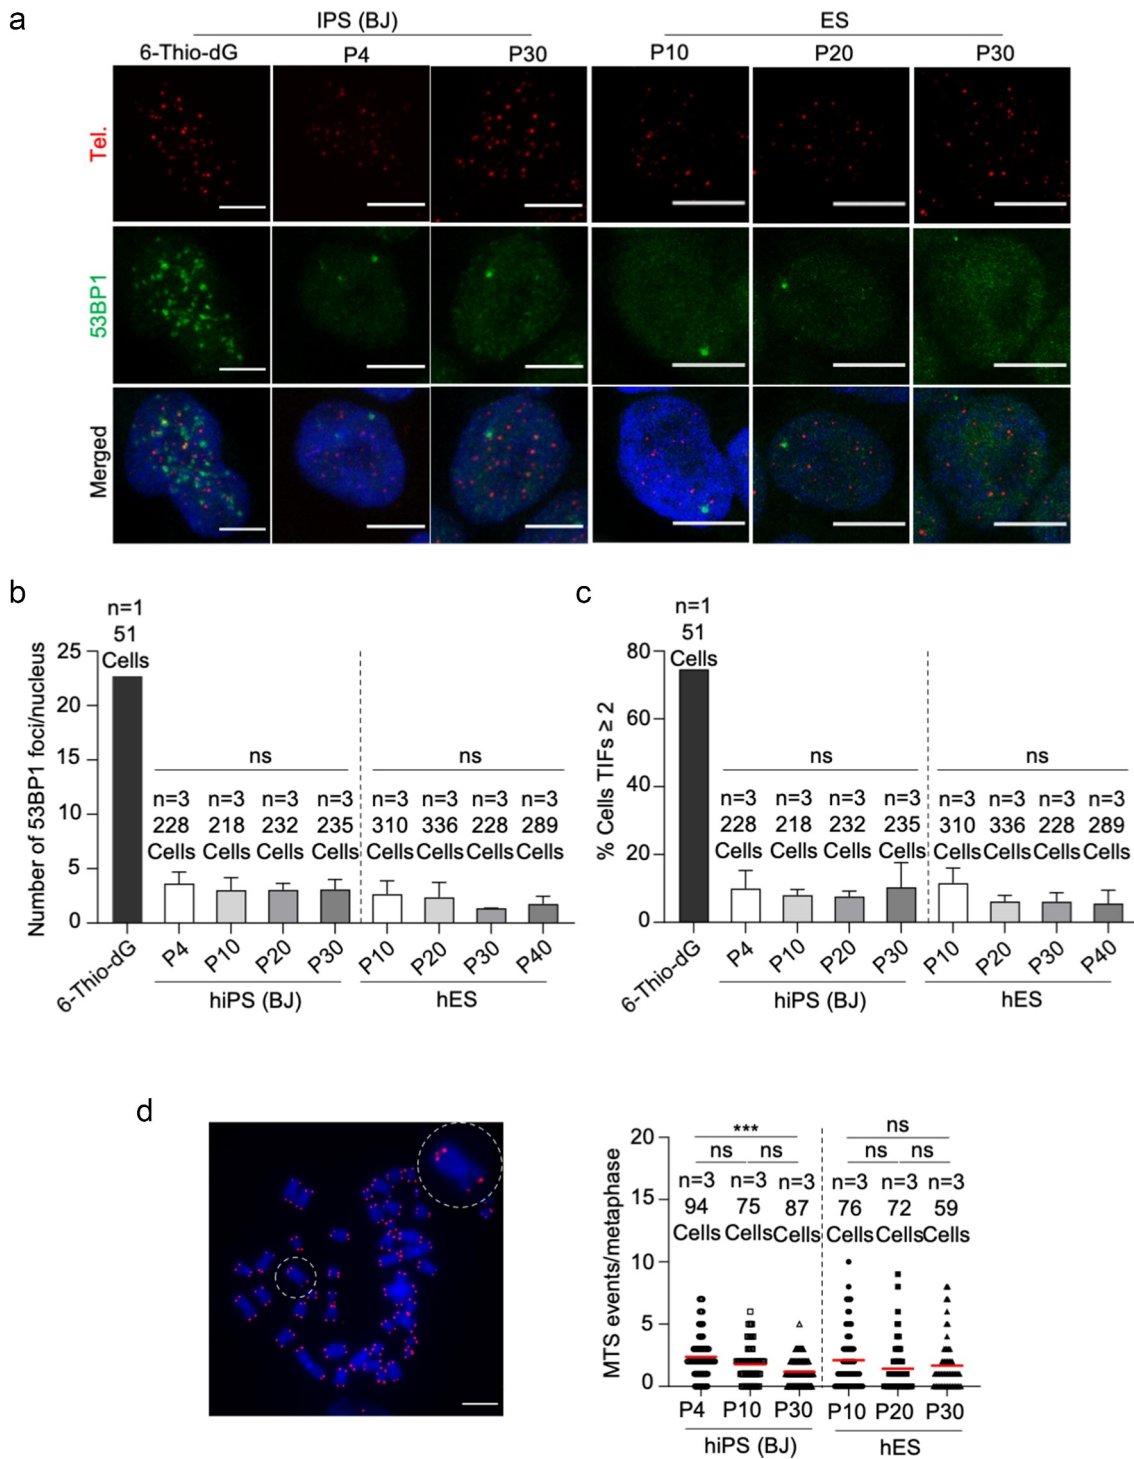 a
IPS (BJ) ES
6-Thio-dG P4 P30 P10 P20 P30
Tel.
53BP1
Merged
b
n=1
51
Cells
Number of 53BP1 foci/nucleus
25
20
15
10
5
0
ns ns
n=3 n=3 n=3 n=3 n=3 n=3 n=3 n=3
228 218 232 235 310 336 228 289
Cells Cells Cells Cells Cells Cells Cells Cells
6-Thio-dG P4 P10 P20 P30 P10 P20 P30 P40
hiPS (BJ) hES
c
n=1
51
Cells
% Cells TIFs ≥ 2
80
60
40
20
0
ns ns
n=3 n=3 n=3 n=3 n=3 n=3 n=3 n=3
228 218 232 235 310 336 228 289
Cells Cells Cells Cells Cells Cells Cells Cells
6-Thio-dG P4 P10 P20 P30 P10 P20 P30 P40
hiPS (BJ) hES
d
MTS events/metaphase
20
15
10
5
0
*** ns
ns ns ns ns
n=3 n=3 n=3 n=3 n=3 n=3
94 75 87 76 72 59
Cells Cells Cells Cells Cells Cells
P4 P10 P30 P10 P20 P30
hiPS (BJ) hES